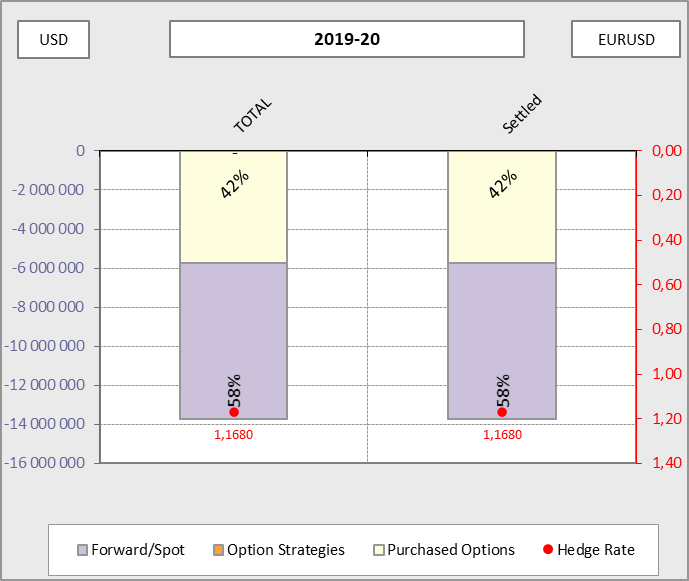 USD 2019-20 EURUSD
TOTAL Settled
0 0,00
-2 000 000 0,20
-4 000 000 0,40
-6 000 000 0,60
-8 000 000 0,80
-10 000 000 1,00
-12 000 000 1,20
-14 000 000 1,40
-16 000 000
42% 42%
58% 58%
1,1680 1,1680
Forward/Spot Option Strategies Purchased Options Hedge Rate